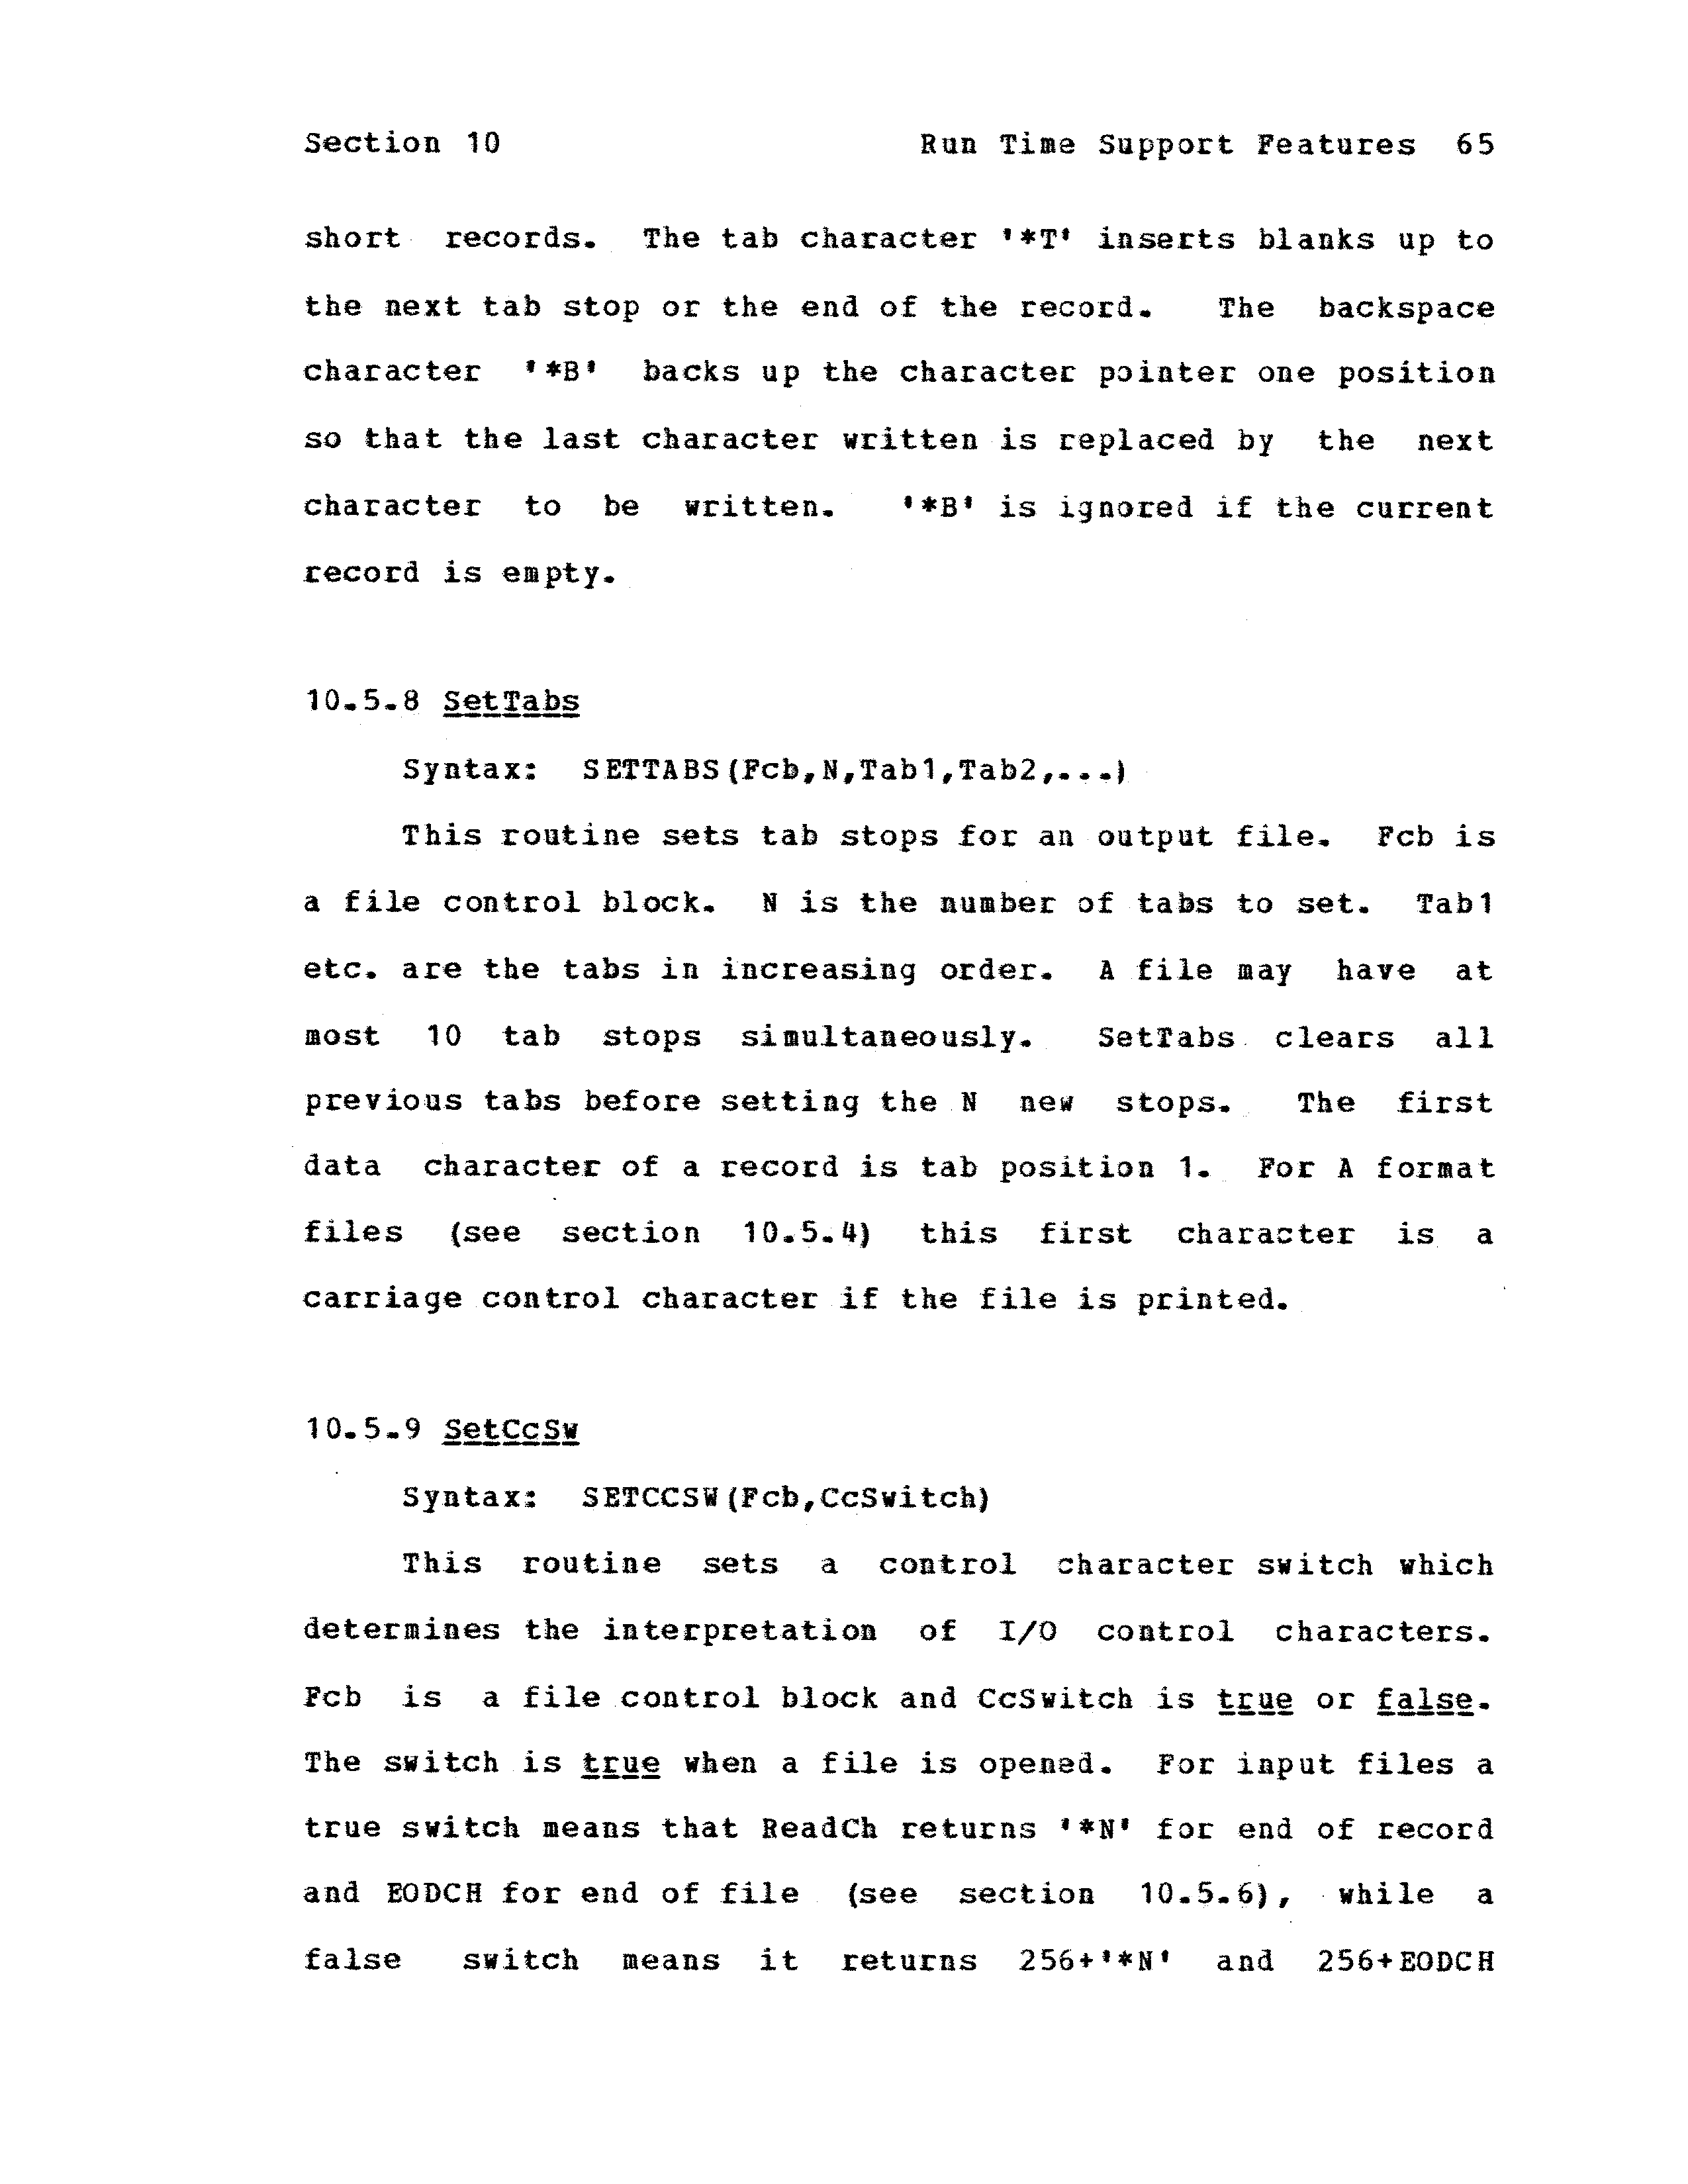 Section 10 Run Time Support Features 65
short records. The tab character '*T' inserts blanks up to
the next tab stop or the end of the record. The backspace
character '*B' backs up the character pointer one position
so that the last character written is replaced by the next
character to be written. '*B' is ignored if the current
record is empty.
10.5.8 SetTabs
Syntax: SETTABS(Fcb,N,Tab1,Tab2,...)
This routine sets tab stops for an output file. Fcb is
a file control block. N is the number of tabs to set. Tab1
etc. are the tabs in increasing order. A file may have at
most 10 tab stops simultaneously. SetTabs clears all
previous tabs before setting the N new stops. The first
data character of a record is tab position 1. For A format
files (see section 10.5.4) this first character is a
carriage control character if the file is printed.
10.5.9 SetCcSw
Syntax: SETCCSW(Fcb,CcSwitch)
This routine sets a control character switch which
determines the interpretation of I/O control characters.
Fcb is a file control block and CcSwitch is true or false.
The switch is true when a file is opened. For input files a
true switch means that ReadCh returns '*N' for end of record
and EODCH for end of file (see section 10.5.6), while a
false switch means it returns 256+'*N' and 256+EODCH